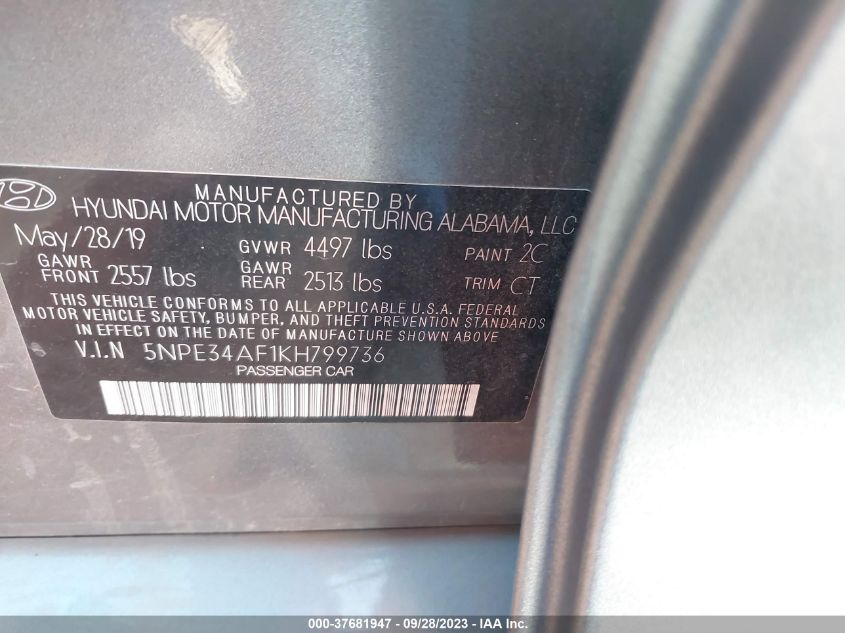 MANUFACTURED BY
HYUNDAI MOTOR MANUFACTURING ALABAMA, LLC
May/28/19 GVWR 4497 lbs PAINT 2C
GAWR FRONT 2557 lbs GAWR REAR 2513 lbs TRIM CT
THIS VEHICLE CONFORMS TO ALL APPLICABLE U.S.A. FEDERAL
MOTOR VEHICLE SAFETY, BUMPER, AND THEFT PREVENTION STANDARDS
IN EFFECT ON THE DATE OF MANUFACTURE SHOWN ABOVE
V.I.N 5NPE34AF1KH799736
PASSENGER CAR
000-37681947 - 09/28/2023 - IAA Inc.